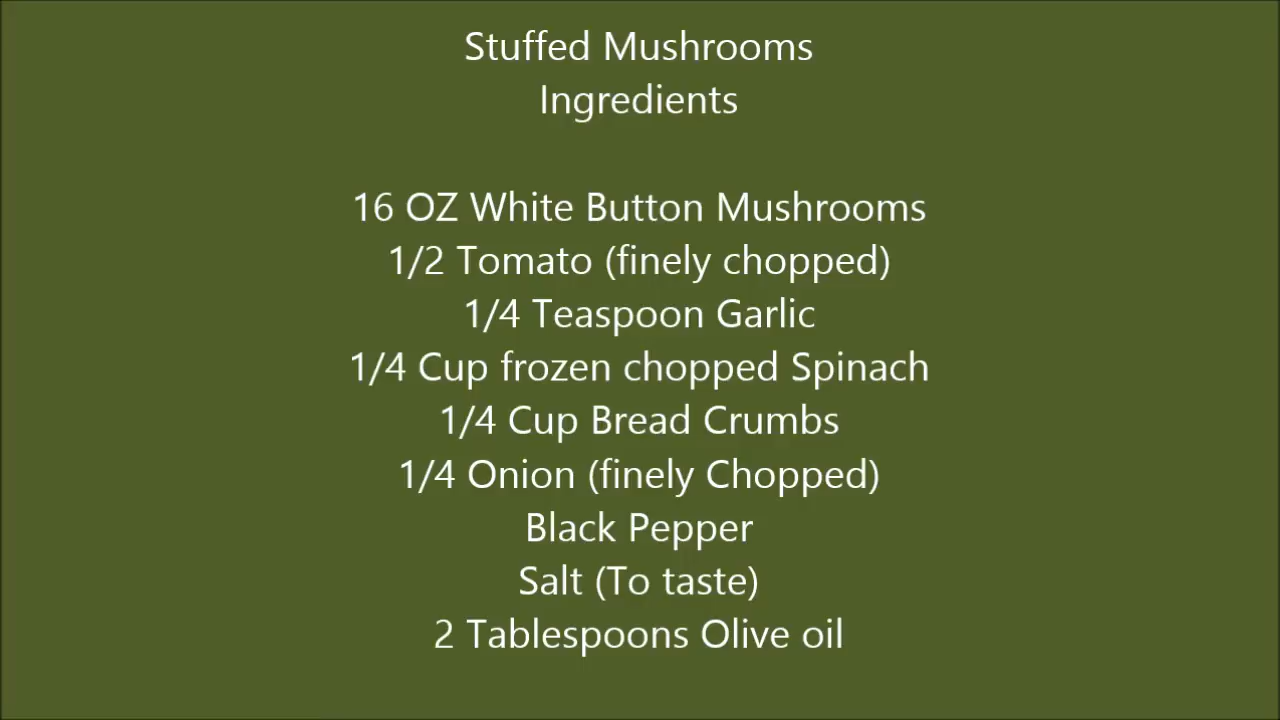 Stuffed Mushrooms
Ingredients
16 OZ White Button Mushrooms
1/2 Tomato (finely chopped)
1/4 Teaspoon Garlic
1/4 Cup frozen chopped Spinach
1/4 Cup Bread Crumbs
1/4 Onion (finely Chopped)
Black Pepper
Salt (To taste)
2 Tablespoons Olive oil